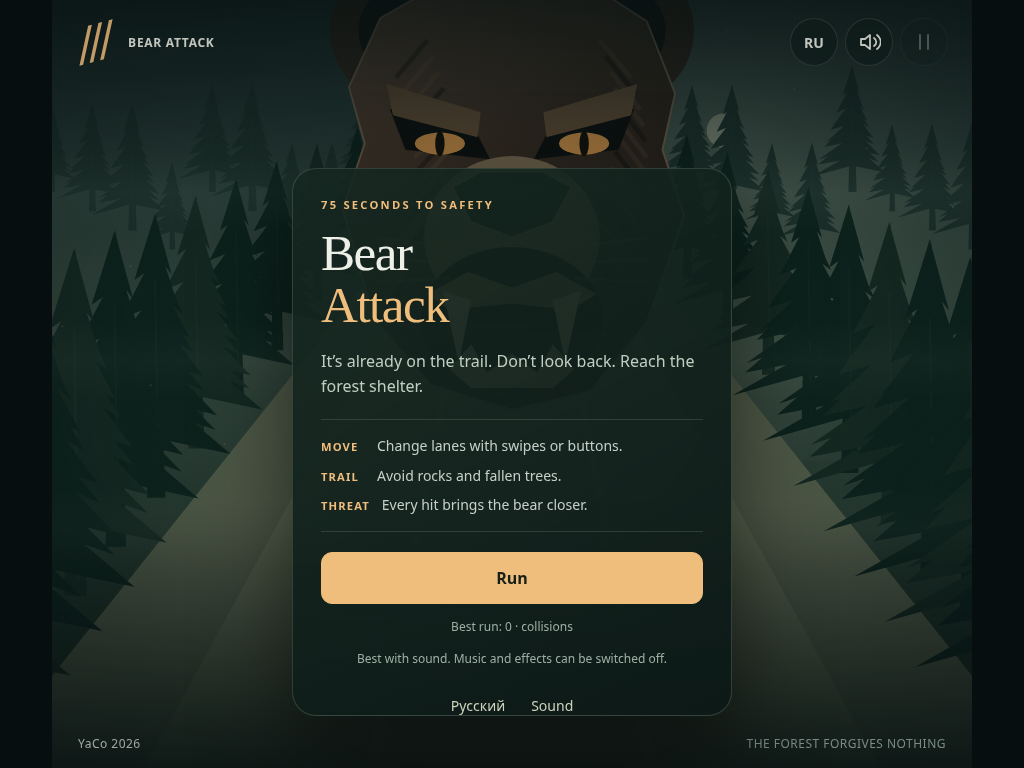 BEAR ATTACK
RU
75 SECONDS TO SAFETY
Bear
Attack
It’s already on the trail. Don’t look back. Reach the
forest shelter.
MOVE Change lanes with swipes or buttons.
TRAIL Avoid rocks and fallen trees.
THREAT Every hit brings the bear closer.
Run
Best run: 0 · collisions
Best with sound. Music and effects can be switched off.
Русский Sound
YaCo 2026
THE FOREST FORGIVES NOTHING